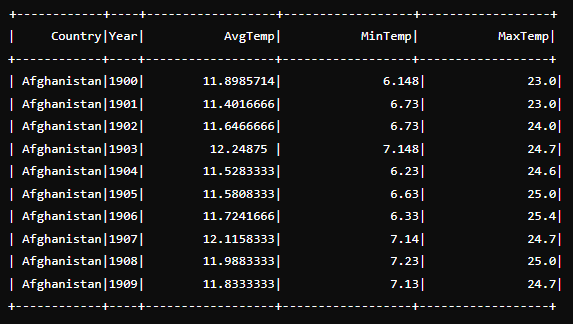 +------------+----+-----------------+-----------------+-----------------+
|     Country|Year|          AvgTemp|          MinTemp|          MaxTemp|
+------------+----+-----------------+-----------------+-----------------+
| Afghanistan|1900|       11.8985714|            6.148|             23.0|
| Afghanistan|1901|       11.4016666|             6.73|             23.0|
| Afghanistan|1902|       11.6466666|             6.73|             24.0|
| Afghanistan|1903|        12.24875 |            7.148|             24.7|
| Afghanistan|1904|       11.5283333|             6.23|             24.6|
| Afghanistan|1905|       11.5808333|             6.63|             25.0|
| Afghanistan|1906|       11.7241666|             6.33|             25.4|
| Afghanistan|1907|       12.1158333|             7.14|             24.7|
| Afghanistan|1908|       11.9883333|             7.23|             25.0|
| Afghanistan|1909|       11.8333333|             7.13|             24.7|
+------------+----+-----------------+-----------------+-----------------+